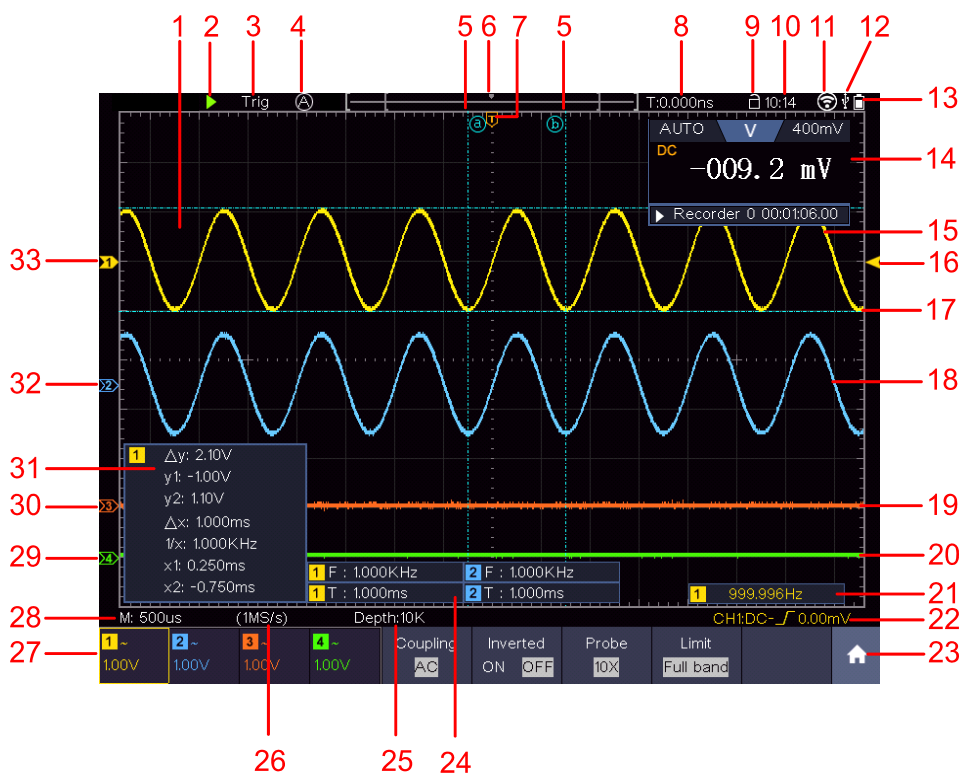 1 2 3 4 5 6 7 5 8 9 10 11 12
Trig A T:0.000ns 10:14 13
a T b
AUTO V 400mV
DC
-009.2 mV 14
Recorder 0 00:01:06.00
15
33 1 16
17
32 2 18
1 △y: 2.10V
31
y1: -1.00V
y2: 1.10V
30 3 19
△x: 1.000ms
1/x: 1.000KHz
29 4 20
x1: 0.250ms
x2: -0.750ms
1 F : 1.000KHz 2 F : 1.000KHz
1 T : 1.000ms 2 T : 1.000ms
1 999.996Hz 21
28 M: 500us (1MS/s) Depth:10K CH1:DC- 0.00mV 22
27 1 ~ 2 ~ 3 ~ 4 ~ Coupling Inverted Probe Limit 23
1.00V 1.00V 1.00V 1.00V AC ON OFF 10X Full band
26 25 24